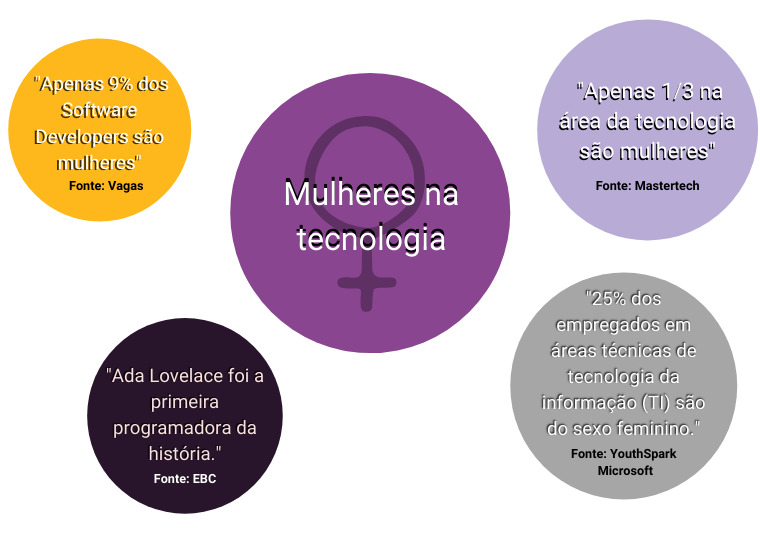 "Apenas 9% dos
Software
Developers são
mulheres"
Fonte: Vagas
Mulheres na
tecnologia
"Apenas 1/3 na
área da tecnologia
são mulheres"
Fonte: Mastertech
"Ada Lovelace foi a
primeira
programadora da
história."
Fonte: EBC
"25% dos
empregados em
áreas técnicas de
tecnologia da
informação (TI) são
do sexo feminino."
Fonte: YouthSpark
Microsoft